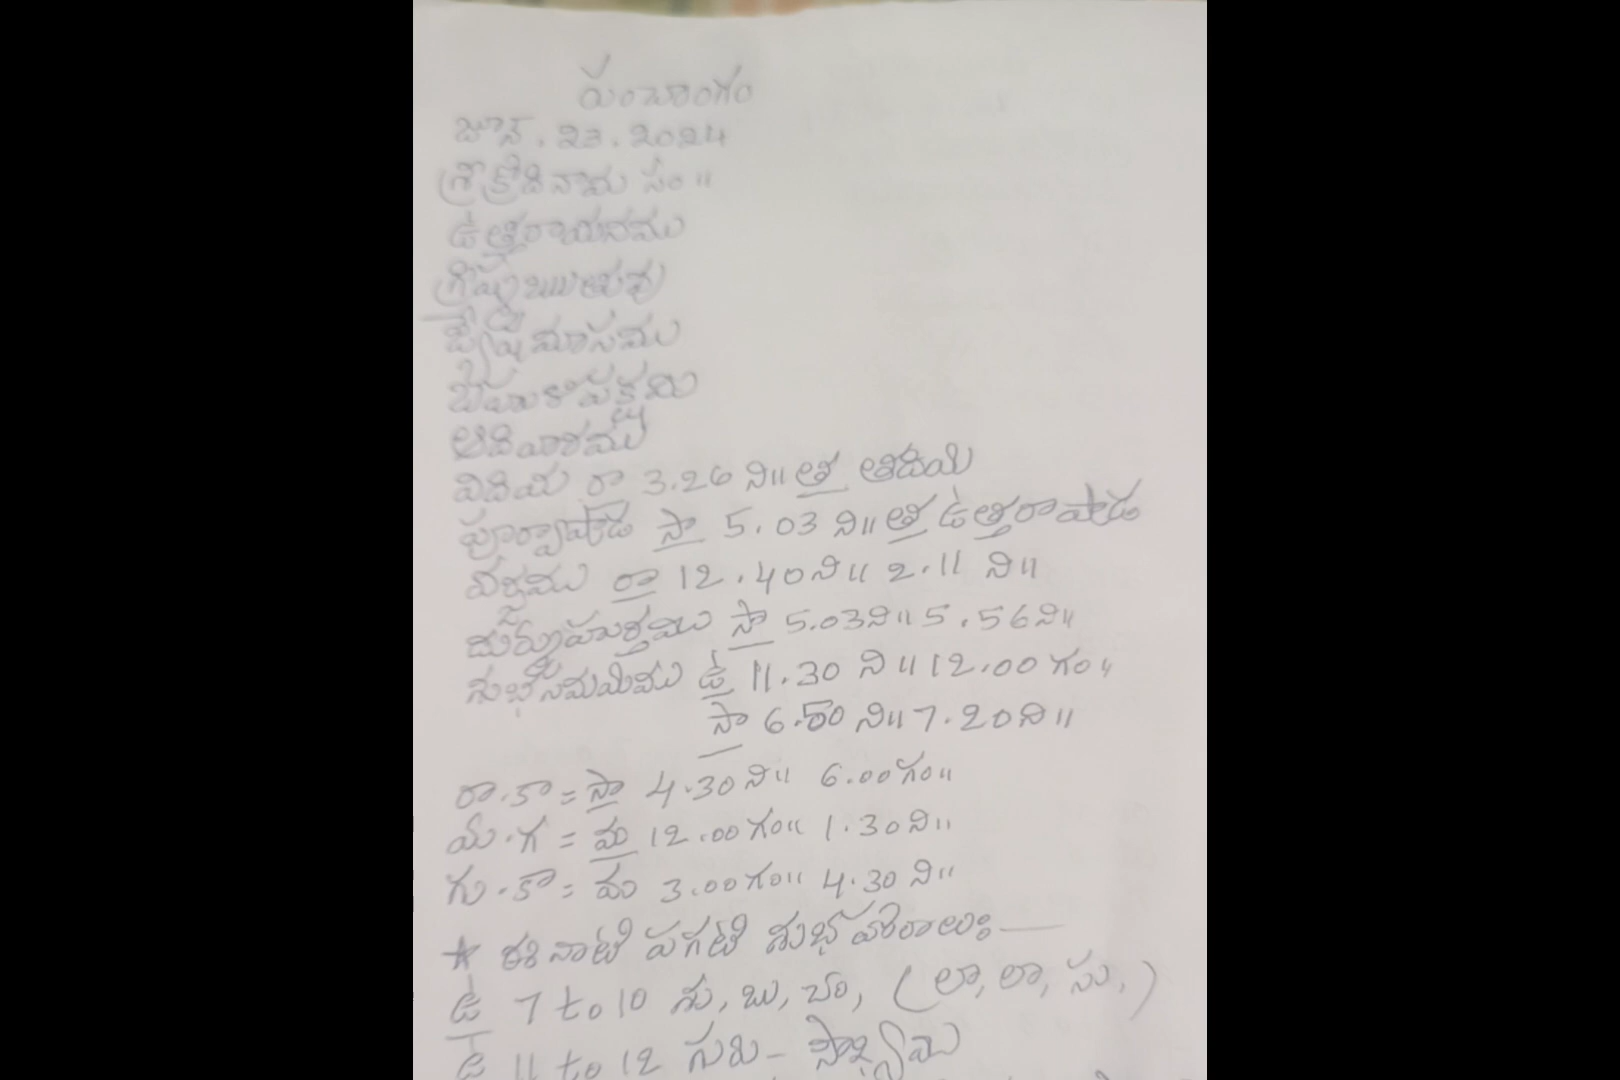 పంచాంగం
జూన్. 23. 2024
శ్రీ క్రోధి నామ సం॥
ఉత్తరాయనము
గ్రీష్మ ఋతువు
జ్యేష్ఠ మాసము
బహుళ పక్షము
ఆదివారము
విదియ రా 3.26 ని॥ త్ర తదియ
పూర్వాషాడ సా 5.03 ని॥ త్ర ఉత్తరాషాడ
వర్జ్యము రా 12.40 ని॥ 2.11 ని॥
దుర్ముహుర్తము సా 5.03 ని॥ 5.56 ని॥
శుభ సమయము ఉ 11.30 ని॥ 12.00 గం॥
సా 6.50 ని॥ 7.20 ని॥
రా.కా = సా 4.30 ని॥ 6.00 గం॥
య.గ = మ 12.00 గం॥ 1.30 ని॥
గు.కా = మ 3.00 గం॥ 4.30 ని॥
* ఈ నాటి పగటి శుభ హోరాలుః—
ఉ 7 to 10 శు, బు, చం, (లా, లా, సు,)
ఉ 11 to 12 గురు - సౌఖ్యము